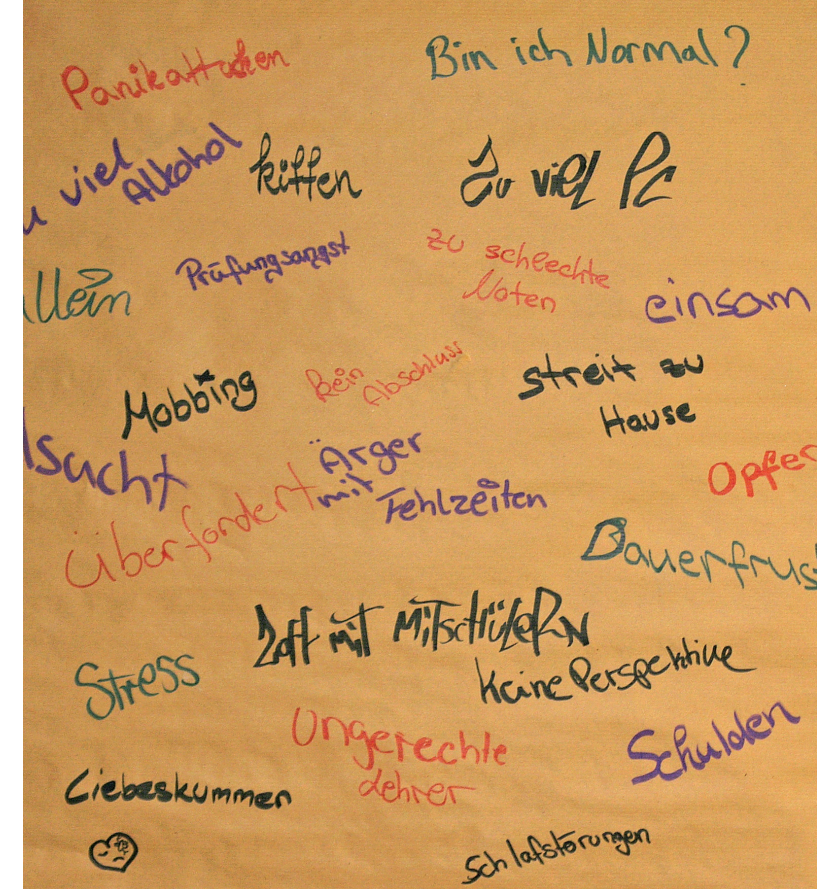 Panikattacken
Bin ich Normal?
u viel
Alkohol
kiffen
Zu viel Pc
llein
Prüfungsangst
zu schlechte
Noten
einsam
Mobbing
Kein
Abschluss
streit zu
Hause
sucht
Ärger
mit
Fehlzeiten
Opfer
Überfordert
Dauerfrust
Zoff mit Mitschülern
Keine Perspektive
Stress
Ungerechte
Lehrer
Schulden
Liebeskummer
Schlafstörungen